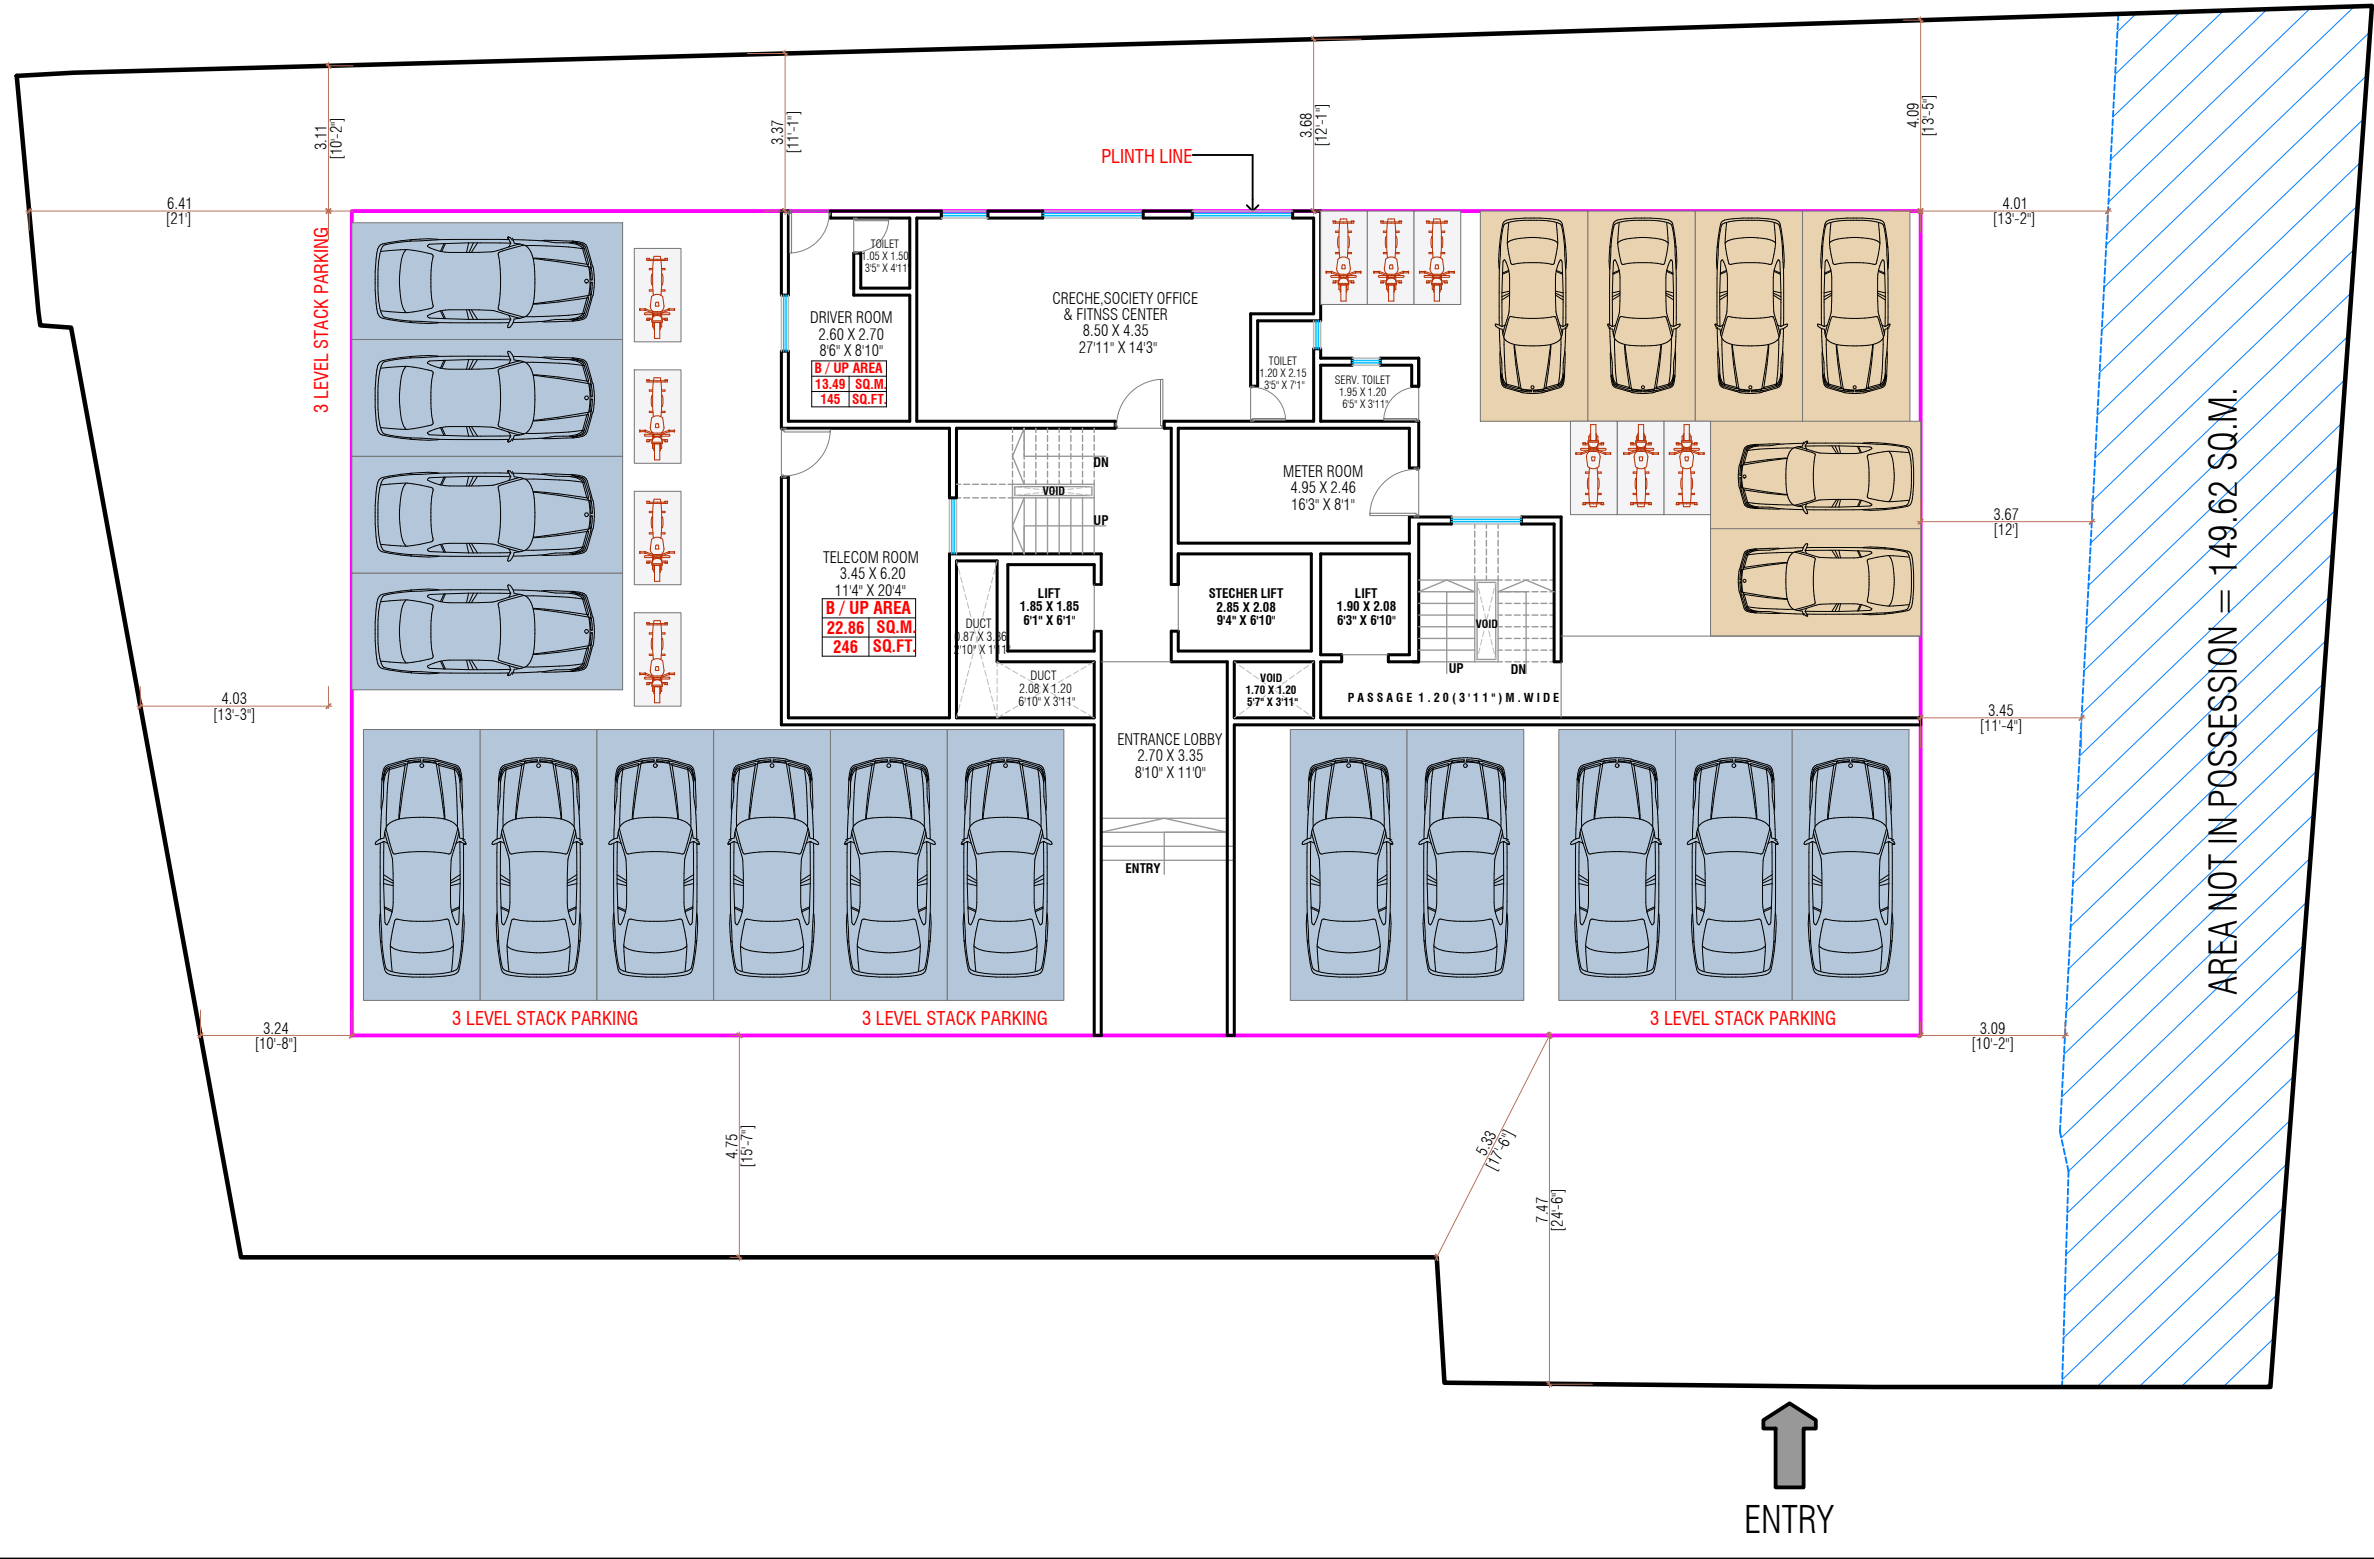 3.11
[10'-2"]
3.37
[11'-1"]
3.68
[12'-1"]
4.09
[13'-5"]
PLINTH LINE
6.41
[21']
4.01
[13'-2"]
3 LEVEL STACK PARKING
TOILET
1.05 X 1.50
3'5" X 4'11"
DRIVER ROOM
2.60 X 2.70
8'6" X 8'10"
B / UP AREA
13.49 SQ.M.
145 SQ.FT.
CRECHE,SOCIETY OFFICE
& FITNSS CENTER
8.50 X 4.35
27'11" X 14'3"
TOILET
1.20 X 2.15
3'5" X 7'1"
SERV. TOILET
1.95 X 1.20
6'5" X 3'11"
DN
VOID
UP
METER ROOM
4.95 X 2.46
16'3" X 8'1"
3.67
[12']
AREA NOT IN POSSESSION = 149.62 SQ.M.
TELECOM ROOM
3.45 X 6.20
11'4" X 20'4"
B / UP AREA
22.86 SQ.M.
246 SQ.FT.
LIFT
1.85 X 1.85
6'1" X 6'1"
STECHER LIFT
2.85 X 2.08
9'4" X 6'10"
LIFT
1.90 X 2.08
6'3" X 6'10"
VOID
DUCT
UP
DN
DUCT
2.08 X 1.20
6'10" X 3'11"
VOID
1.70 X 1.20
5'7" X 3'11"
PASSAGE 1.20(3'11")M.WIDE
4.03
[13'-3"]
3.45
[11'-4"]
ENTRANCE LOBBY
2.70 X 3.35
8'10" X 11'0"
ENTRY
3 LEVEL STACK PARKING
3 LEVEL STACK PARKING
3 LEVEL STACK PARKING
3.24
[10'-8"]
3.09
[10'-2"]
4.75
[15'-7"]
5.33
[17'-6"]
7.47
[24'-6"]
ENTRY